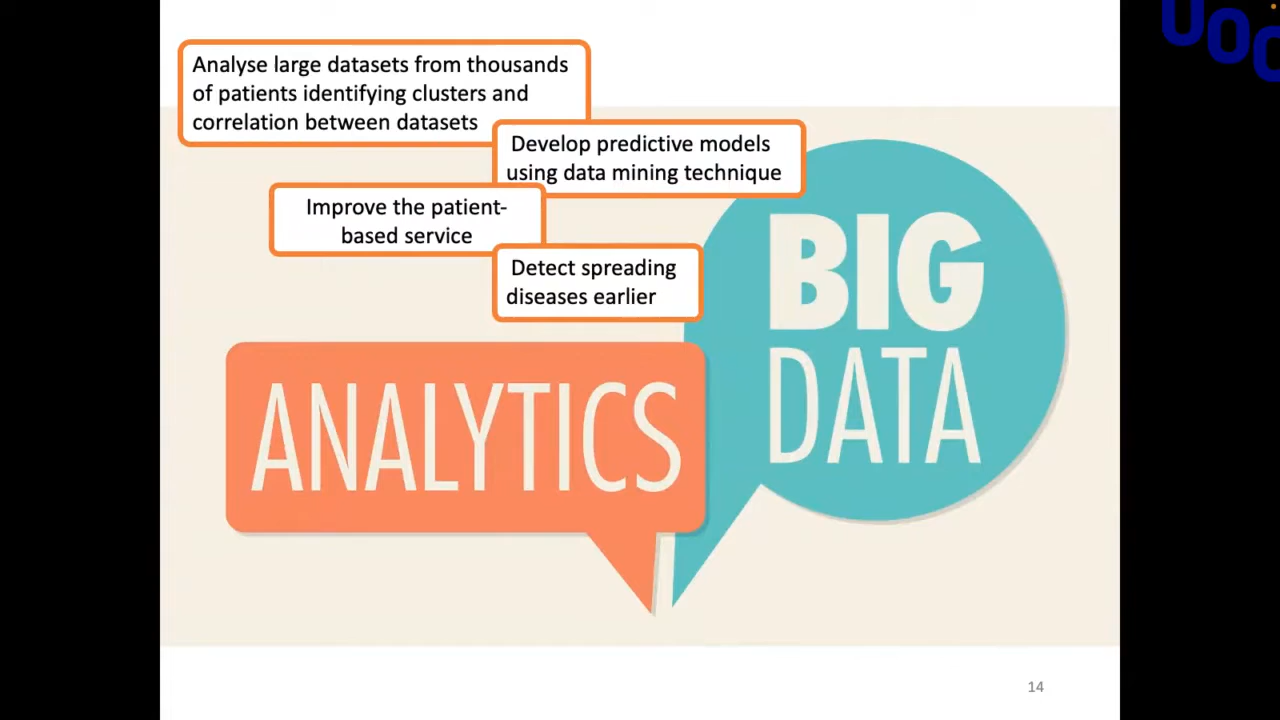 UOC
Analyse large datasets from thousands
of patients identifying clusters and
correlation between datasets
Develop predictive models
using data mining technique
Improve the patient-
based service
Detect spreading
diseases earlier
BIG
DATA
ANALYTICS
14